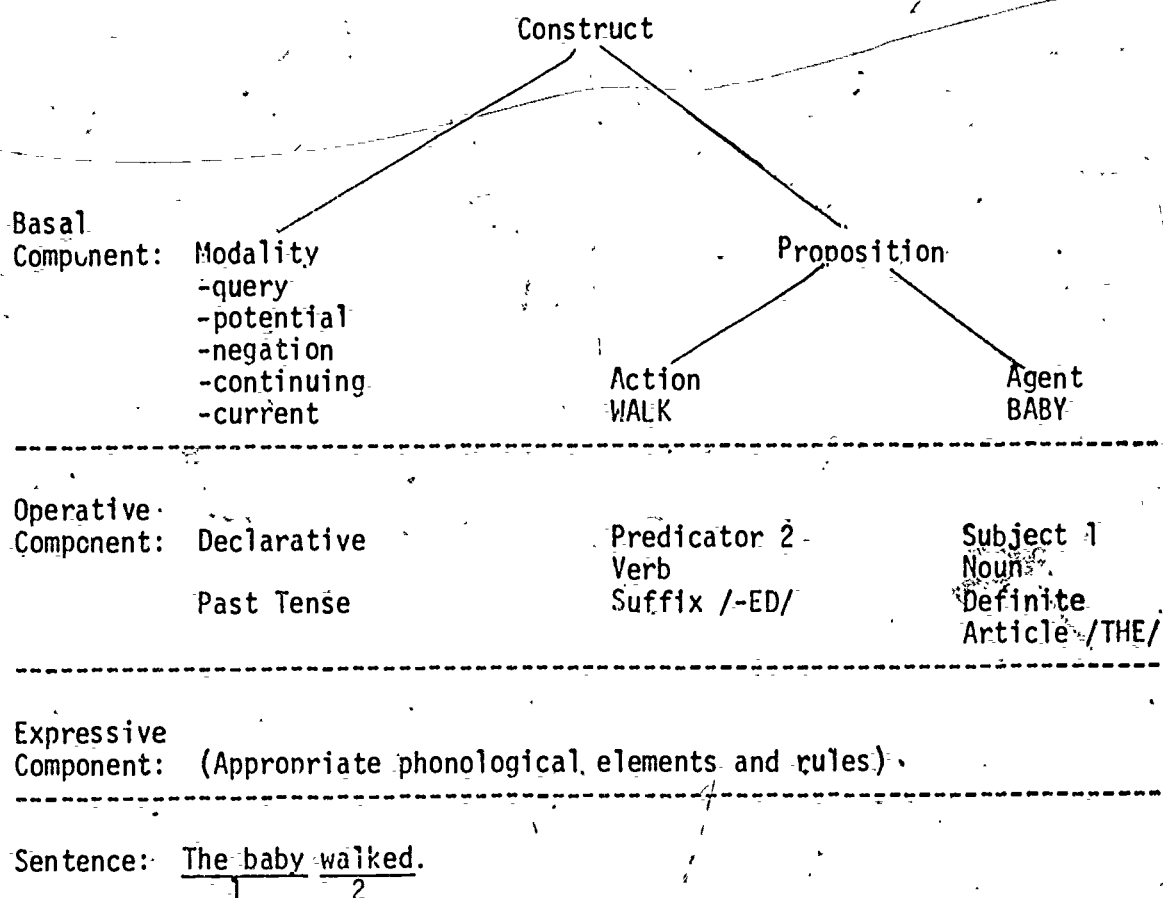 Construct
Basal
Component: Modality Proposition
-query
-potential
-negation
-continuing Action Agent
-current WALK BABY
Operative
Component: Declarative Predicator 2 Subject 1
Verb Noun
Past Tense Suffix /-ED/ Definite
Article /THE/
Expressive
Component: (Appropriate phonological elements and rules)
Sentence: The baby walked.
1 2